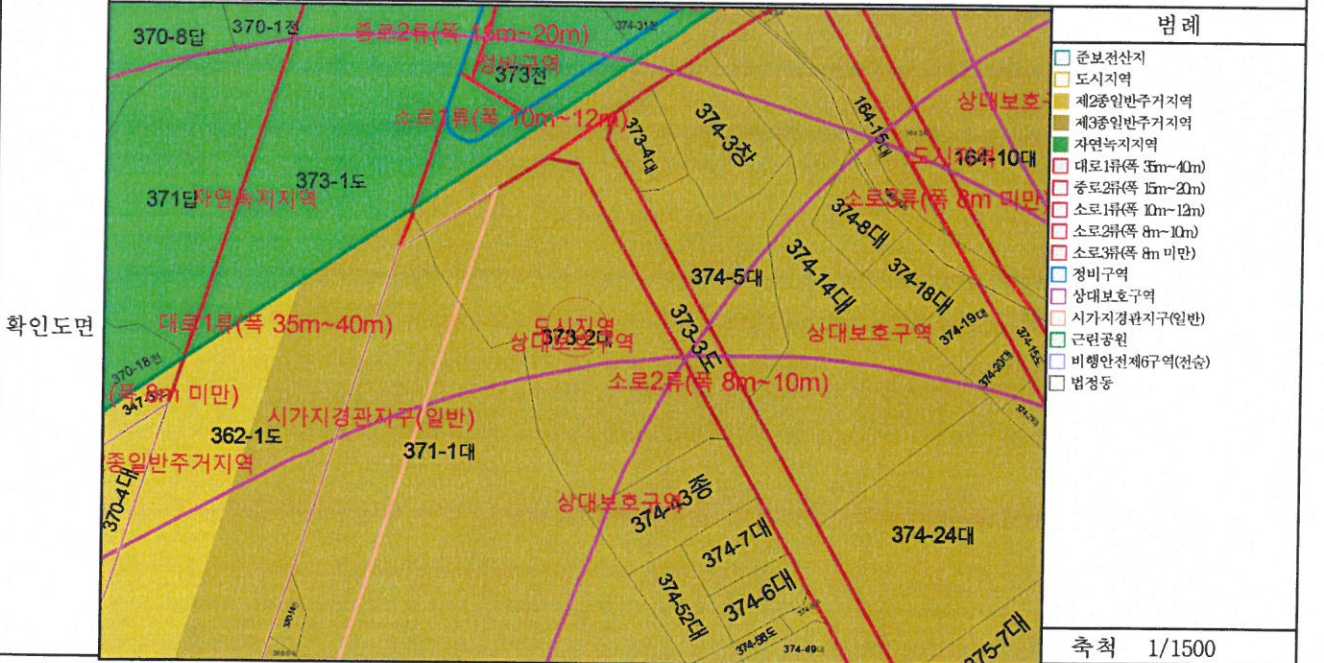 확인도면
370-8답
370-1전
374-31전
중로2류(폭 15m~20m)
정비구역
373전
소로1류(폭 10m~12m)
373-4대
374-3창
164-15대
상대보호구
도시지역
164-10대
371답
자연녹지지역
373-1도
소로3류(폭 8m 미만)
374-8대
374-5대
374-14대
374-18대
374-19대
374-15도
374-20대
대로1류(폭 35m~40m)
도시지역
373-2대
상대보호구역
373-3도
상대보호구역
370-18전
(폭 8m 미만)
소로2류(폭 8m~10m)
시가지경관지구(일반)
362-1도
371-1대
종일반주거지역
370-4대
상대보호구역
374-43종
374-7대
374-24대
374-6대
374-52대
374-58도
374-49대
375-7대
범례
준보전산지
도시지역
제2종일반주거지역
제3종일반주거지역
자연녹지지역
대로1류(폭 35m~40m)
중로2류(폭 15m~20m)
소로1류(폭 10m~12m)
소로2류(폭 8m~10m)
소로3류(폭 8m 미만)
정비구역
상대보호구역
시가지경관지구(일반)
근린공원
비행안전제6구역(전술)
법정동
축척 1/1500